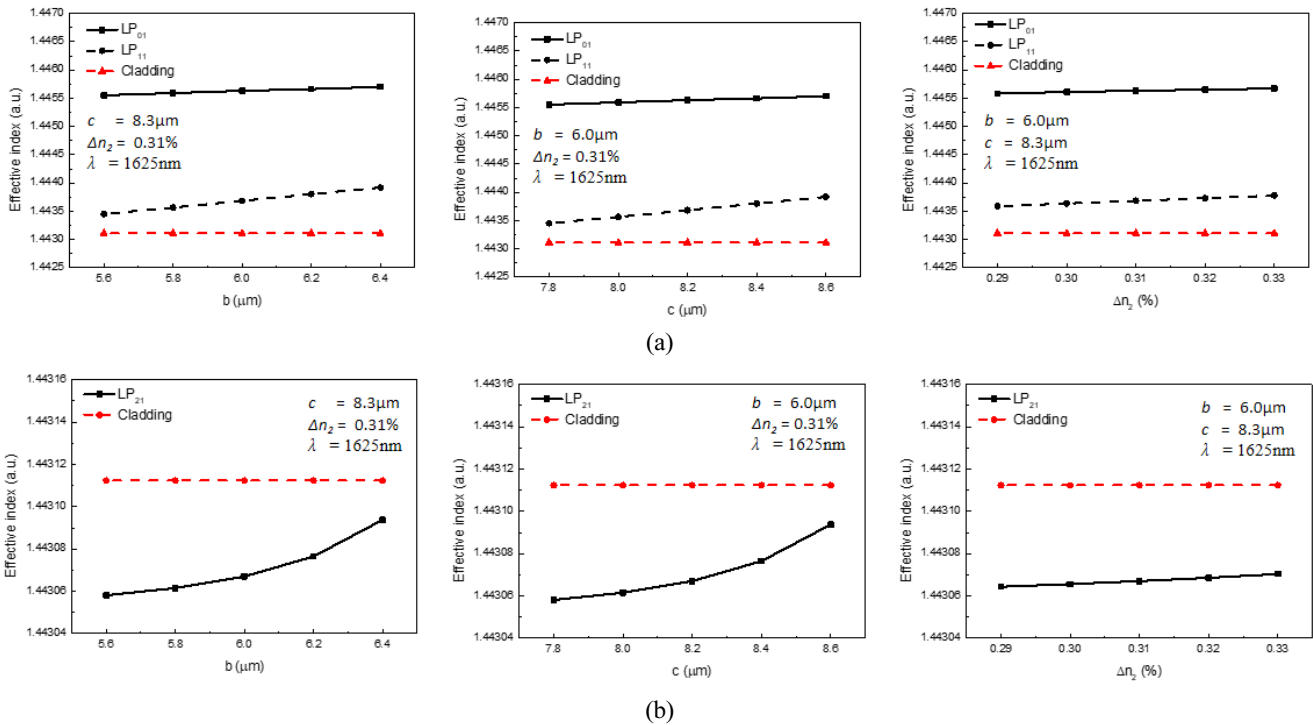 1.4470
1.4465
1.4460
1.4455
1.4450
1.4445
1.4440
1.4435
1.4430
1.4425
Effective index (a.u.)
LP01
LP11
Cladding
c = 8.3μm
Δn2 = 0.31%
λ = 1625nm
5.6 5.8 6.0 6.2 6.4
b (μm)
1.4470
1.4465
1.4460
1.4455
1.4450
1.4445
1.4440
1.4435
1.4430
1.4425
Effective index (a.u.)
LP01
LP11
Cladding
b = 6.0μm
Δn2 = 0.31%
λ = 1625nm
7.8 8.0 8.2 8.4 8.6
c (μm)
1.4470
1.4465
1.4460
1.4455
1.4450
1.4445
1.4440
1.4435
1.4430
1.4425
Effective index (a.u.)
LP01
LP11
Cladding
b = 6.0μm
c = 8.3μm
λ = 1625nm
0.29 0.30 0.31 0.32 0.33
Δn2 (%)
(a)
1.44316
1.44314
1.44312
1.44310
1.44308
1.44306
1.44304
Effective index (a.u.)
LP21
Cladding
c = 8.3μm
Δn2 = 0.31%
λ = 1625nm
5.6 5.8 6.0 6.2 6.4
b (μm)
1.44316
1.44314
1.44312
1.44310
1.44308
1.44306
1.44304
Effective index (a.u.)
LP21
Cladding
b = 6.0μm
Δn2 = 0.31%
λ = 1625nm
7.8 8.0 8.2 8.4 8.6
c (μm)
1.44316
1.44314
1.44312
1.44310
1.44308
1.44306
1.44304
Effective index (a.u.)
LP21
Cladding
b = 6.0μm
c = 8.3μm
λ = 1625nm
0.29 0.30 0.31 0.32 0.33
Δn2 (%)
(b)